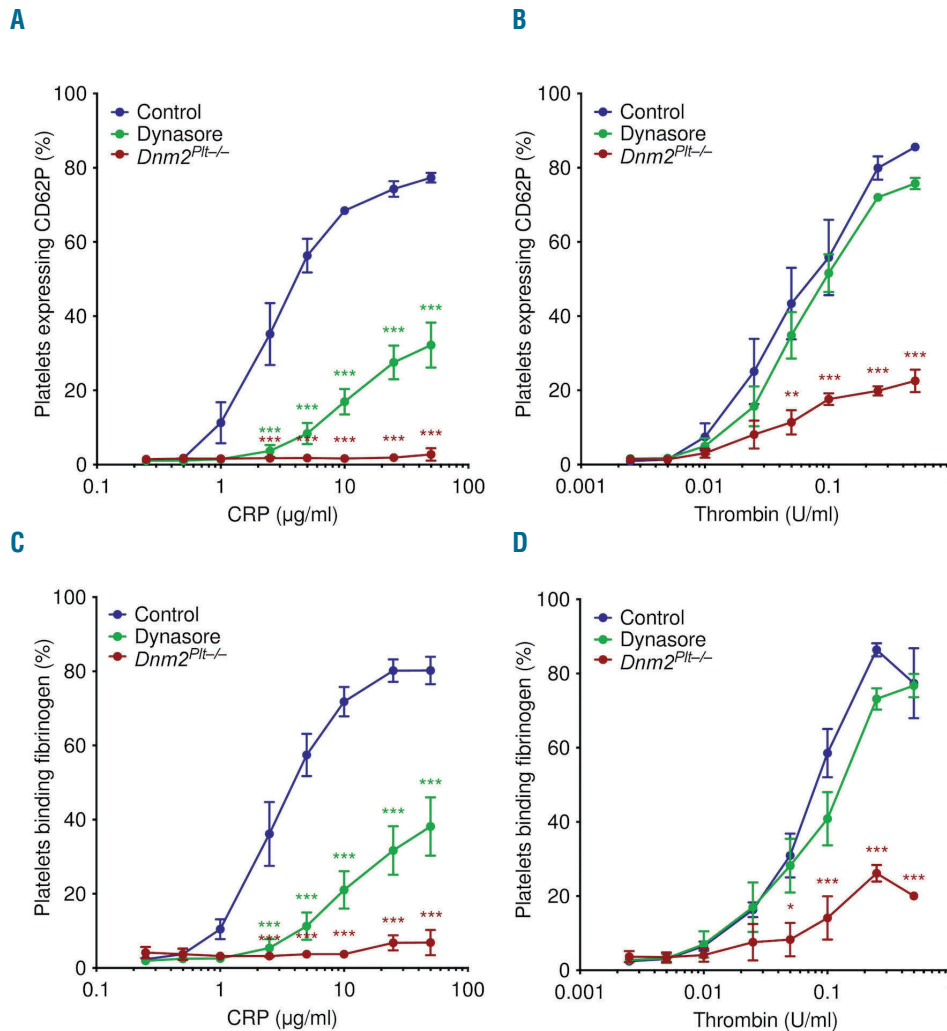 A
Platelets expressing CD62P (%)
100
80
60
40
20
0
Control
Dynasore
Dnm2Plt–/–
***
***
***
***
***
***
***
***
***
***
0.1
1
10
100
CRP (µg/ml)
B
Platelets expressing CD62P (%)
100
80
60
40
20
0
Control
Dynasore
Dnm2Plt–/–
**
***
***
***
0.001
0.01
0.1
Thrombin (U/ml)
C
Platelets binding fibrinogen (%)
100
80
60
40
20
0
Control
Dynasore
Dnm2Plt–/–
***
***
***
***
***
***
***
***
***
***
0.1
1
10
100
CRP (µg/ml)
D
Platelets binding fibrinogen (%)
100
80
60
40
20
0
Control
Dynasore
Dnm2Plt–/–
*
***
***
***
0.001
0.01
0.1
Thrombin (U/ml)